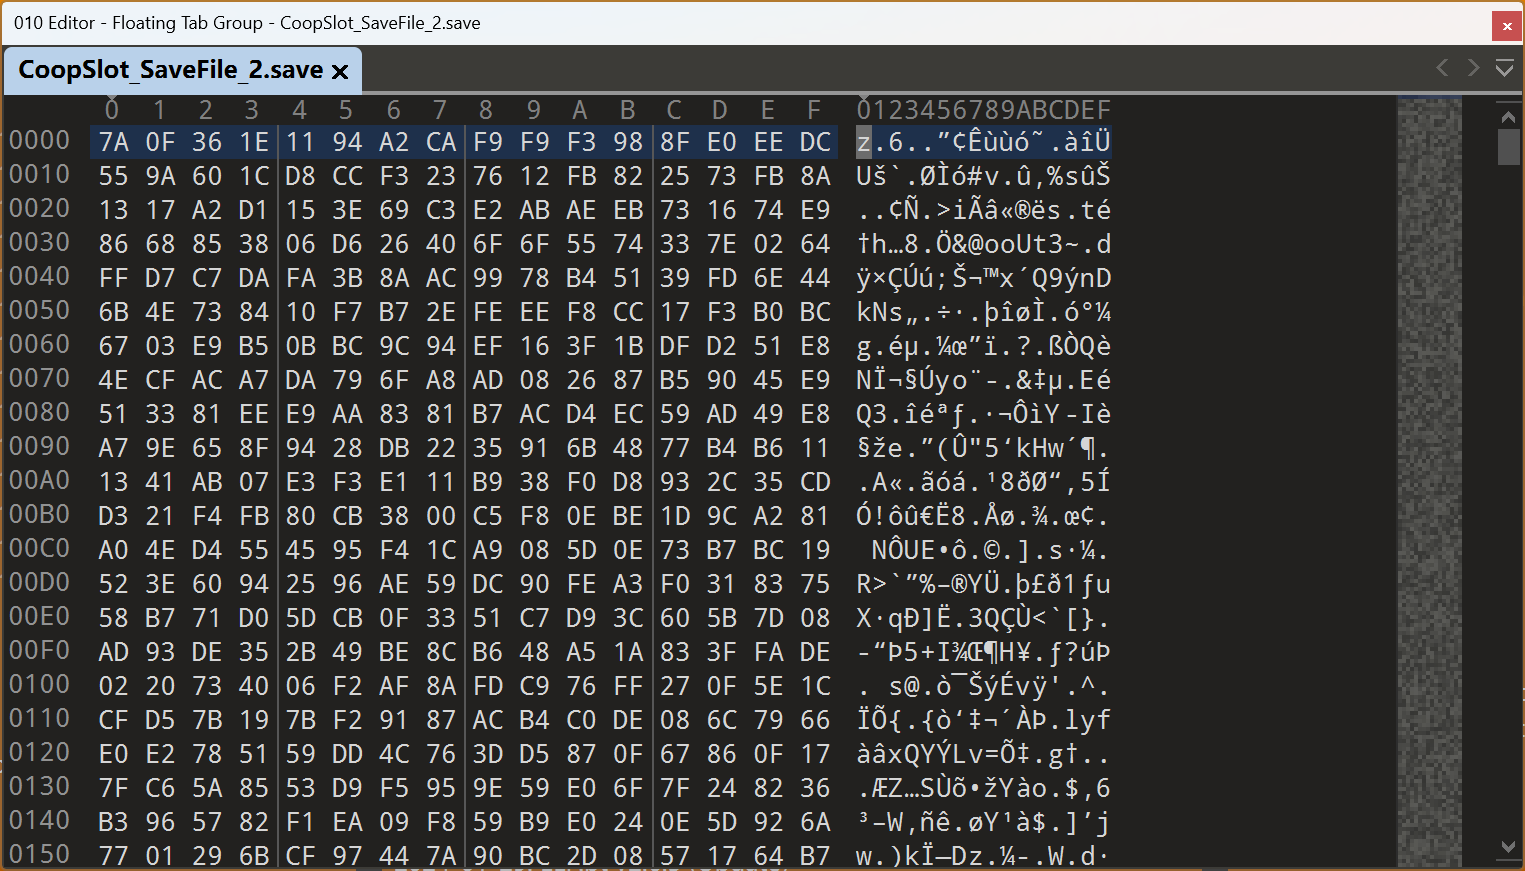 010 Editor - Floating Tab Group - CoopSlot_SaveFile_2.save
CoopSlot_SaveFile_2.save
0 1 2 3 4 5 6 7 8 9 A B C D E F 0123456789ABCDEF
0000 7A 0F 36 1E 11 94 A2 CA F9 F9 F3 98 8F E0 EE DC z.6..”¢Êùùó˜.àîÜ
0010 55 9A 60 1C D8 CC F3 23 76 12 FB 82 25 73 FB 8A Uš`.ØÌó#v.û‚%sûŠ
0020 13 17 A2 D1 15 3E 69 C3 E2 AB AE EB 73 16 74 E9 ..¢Ñ.>iÃâ«®ës.té
0030 86 68 85 38 06 D6 26 40 6F 6F 55 74 33 7E 02 64 †h…8.Ö&@ooUt3~.d
0040 FF D7 C7 DA FA 3B 8A AC 99 78 B4 51 39 FD 6E 44 ÿ×ÇÚú;Š¬™x´Q9ýnD
0050 6B 4E 73 84 10 F7 B7 2E FE EE F8 CC 17 F3 B0 BC kNs„.÷·.þîøÌ.ó°¼
0060 67 03 E9 B5 0B BC 9C 94 EF 16 3F 1B DF D2 51 E8 g.éµ.¼œ”ï.?.ßÒQè
0070 4E CF AC A7 DA 79 6F A8 AD 08 26 87 B5 90 45 E9 NÏ¬§Úyo¨-.&‡µ.Eé
0080 51 33 81 EE E9 AA 83 81 B7 AC D4 EC 59 AD 49 E8 Q3.îéªƒ.·¬ÔìY-Iè
0090 A7 9E 65 8F 94 28 DB 22 35 91 6B 48 77 B4 B6 11 §že.”(Û"5‘kHw´¶.
00A0 13 41 AB 07 E3 F3 E1 11 B9 38 F0 D8 93 2C 35 CD .A«.ãóá.¹8ðØ“,5Í
00B0 D3 21 F4 FB 80 CB 38 00 C5 F8 0E BE 1D 9C A2 81 Ó!ôû€Ë8.Åø.¾.œ¢.
00C0 A0 4E D4 55 45 95 F4 1C A9 08 5D 0E 73 B7 BC 19 NÔUE•ô.©.].s·¼.
00D0 52 3E 60 94 25 96 AE 59 DC 90 FE A3 F0 31 83 75 R>`”%–®YÜ.þ£ð1ƒu
00E0 58 B7 71 D0 5D CB 0F 33 51 C7 D9 3C 60 5B 7D 08 X·qÐ]Ë.3QÇÙ<`[}.
00F0 AD 93 DE 35 2B 49 BE 8C B6 48 A5 1A 83 3F FA DE -“Þ5+I¾Œ¶H¥.ƒ?úÞ
0100 02 20 73 40 06 F2 AF 8A FD C9 76 FF 27 0F 5E 1C . s@.ò¯ŠýÉvÿ'.^.
0110 CF D5 7B 19 7B F2 91 87 AC B4 C0 DE 08 6C 79 66 ÏÕ{.{ò‘‡¬´ÀÞ.lyf
0120 E0 E2 78 51 59 DD 4C 76 3D D5 87 0F 67 86 0F 17 àâxQYÝLv=Õ‡.g†..
0130 7F C6 5A 85 53 D9 F5 95 9E 59 E0 6F 7F 24 82 36 .ÆZ…SÙõ•žYào.$‚6
0140 B3 96 57 82 F1 EA 09 F8 59 B9 E0 24 0E 5D 92 6A ³–W‚ñê.øY¹à$.]’j
0150 77 01 29 6B CF 97 44 7A 90 BC 2D 08 57 17 64 B7 w.)kÏ—Dz.¼-.W.d·